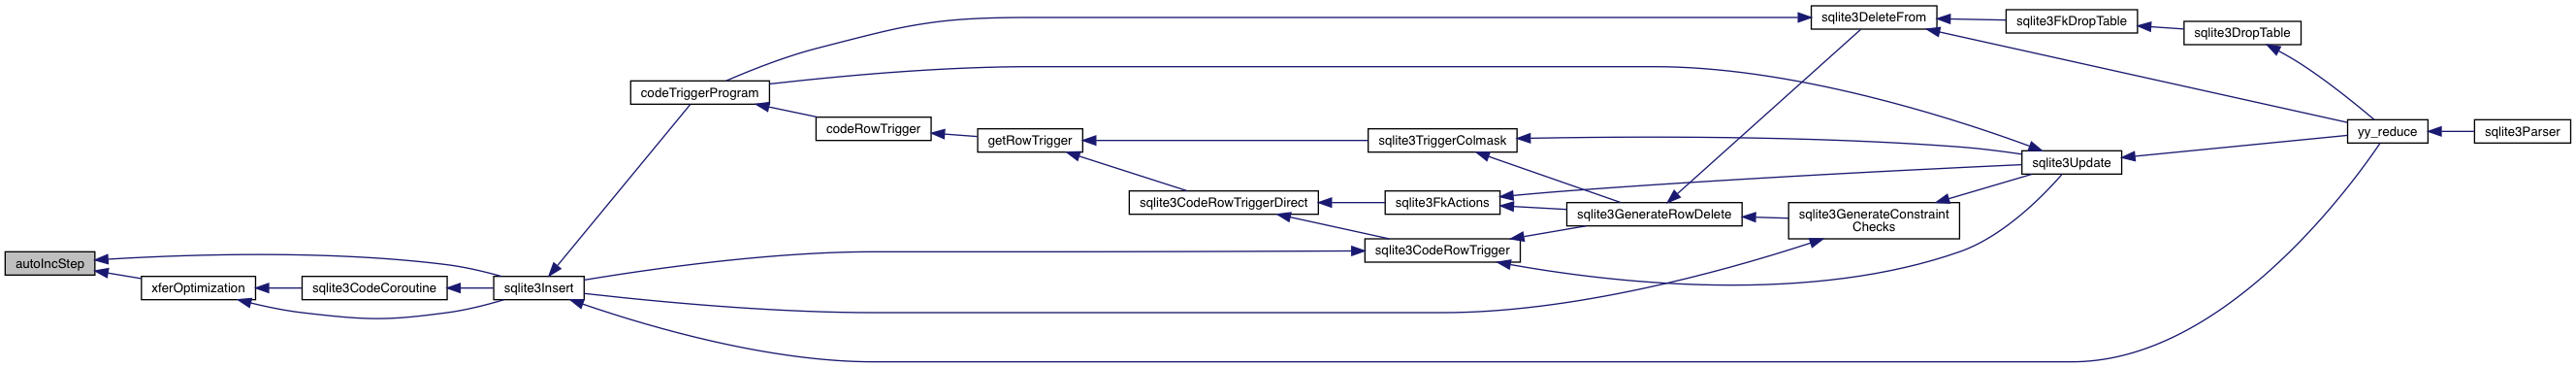 sqlite3DeleteFrom
sqlite3FkDropTable
sqlite3DropTable
codeTriggerProgram
codeRowTrigger
getRowTrigger
sqlite3TriggerColmask
yy_reduce
sqlite3Parser
sqlite3Update
sqlite3CodeRowTriggerDirect
sqlite3FkActions
sqlite3GenerateRowDelete
sqlite3GenerateConstraint
Checks
sqlite3CodeRowTrigger
autoIncStep
xferOptimization
sqlite3CodeCoroutine
sqlite3Insert